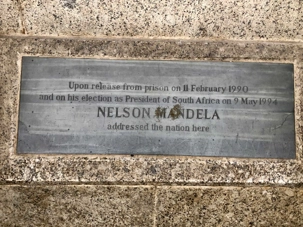 Upon release from prison on 11 February 1990
and on his election as President of South Africa on 9 May 1994
NELSON MANDELA
addressed the nation here